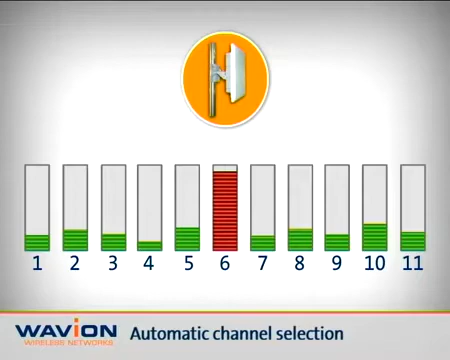 1 2 3 4 5 6 7 8 9 10 11
WAVION
WIRELESS NETWORKS
Automatic channel selection